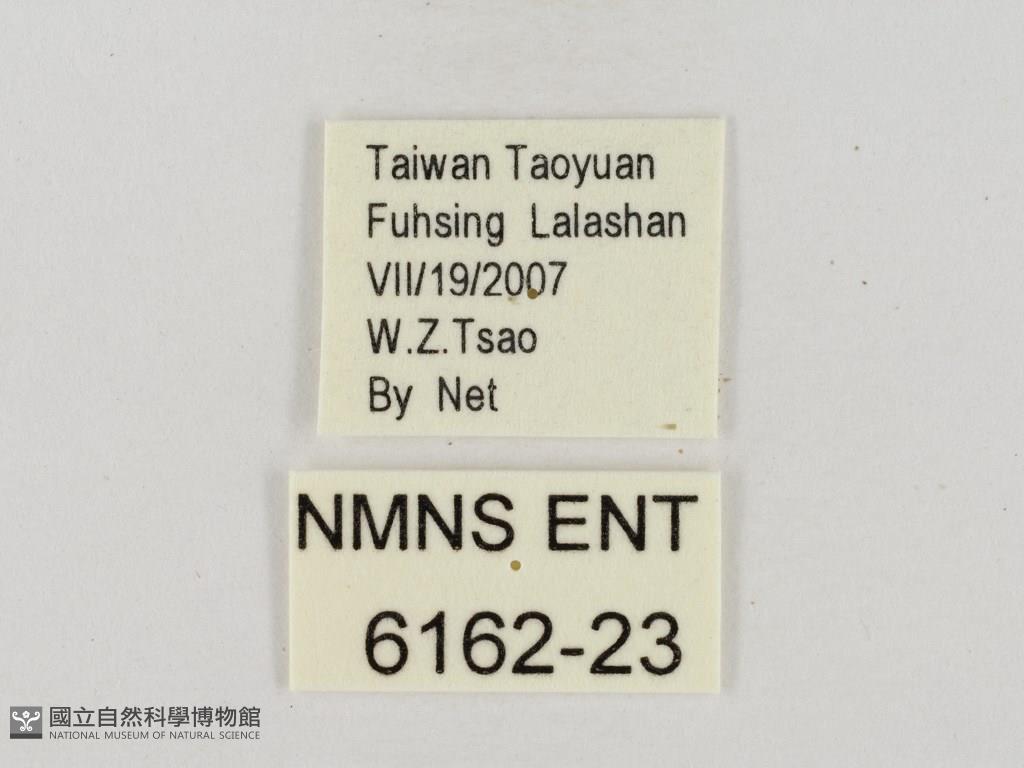 Taiwan Taoyuan
Fuhsing Lalashan
VII/19/2007
W.Z.Tsao
By Net
NMNS ENT
6162-23
國立自然科學博物館
NATIONAL MUSEUM OF NATURAL SCIENCE